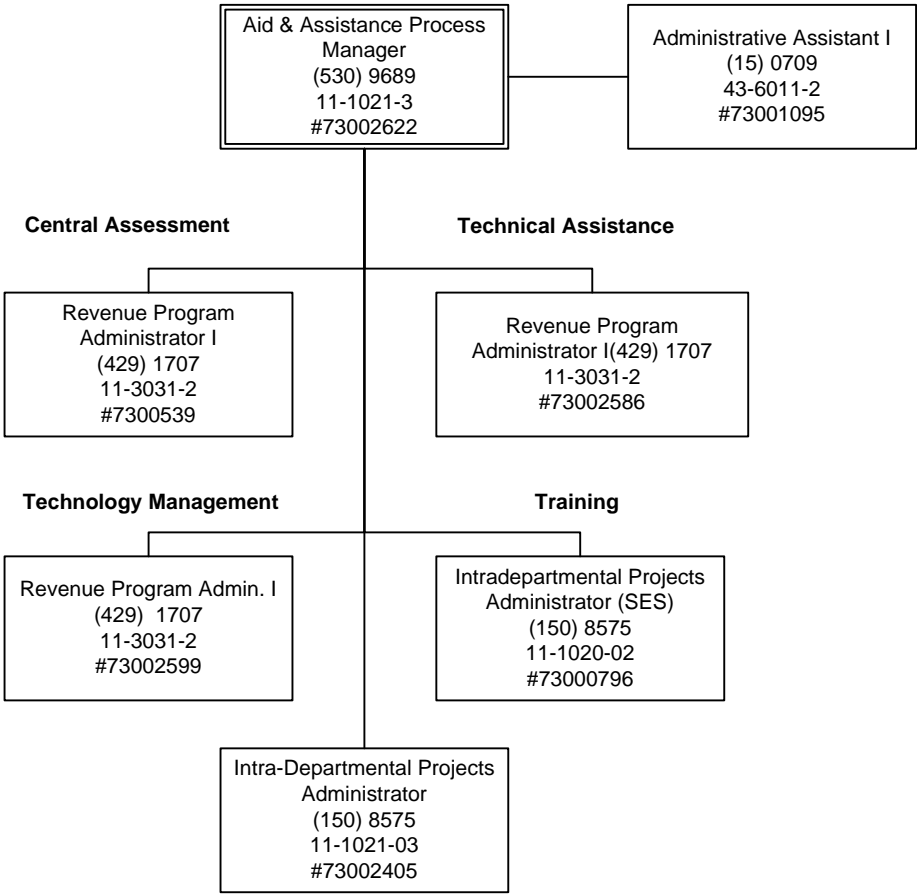 Aid & Assistance Process
Manager
(530) 9689
11-1021-3
#73002622
Administrative Assistant I
(15) 0709
43-6011-2
#73001095
Central Assessment
Technical Assistance
Revenue Program
Administrator I
(429) 1707
11-3031-2
#7300539
Revenue Program
Administrator I(429) 1707
11-3031-2
#73002586
Technology Management
Training
Revenue Program Admin. I
(429)  1707
11-3031-2
#73002599
Intradepartmental Projects
Administrator (SES)
(150) 8575
11-1020-02
#73000796
Intra-Departmental Projects
Administrator
(150) 8575
11-1021-03
#73002405